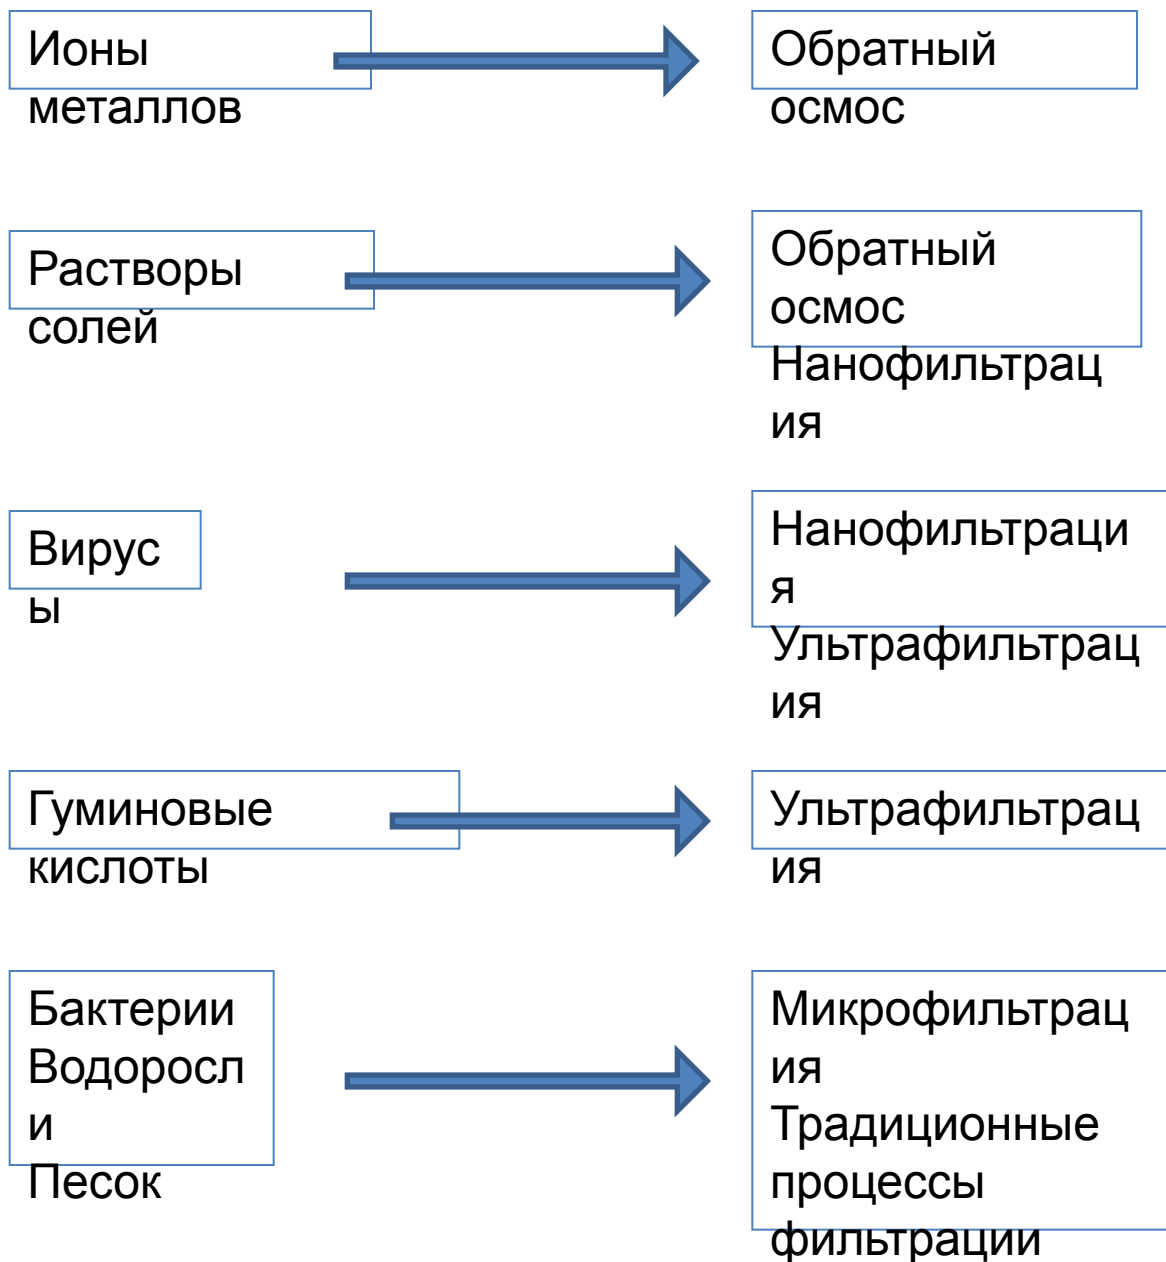 Ионы
металлов
Обратный
осмос
Растворы
солей
Обратный
осмос
Нанофильтрац
ия
Вирус
ы
Нанофильтраци
я
Ультрафильтрац
ия
Гуминовые
кислоты
Ультрафильтрац
ия
Бактерии
Водоросл
и
Песок
Микрофильтрац
ия
Традиционные
процессы
фильтрации